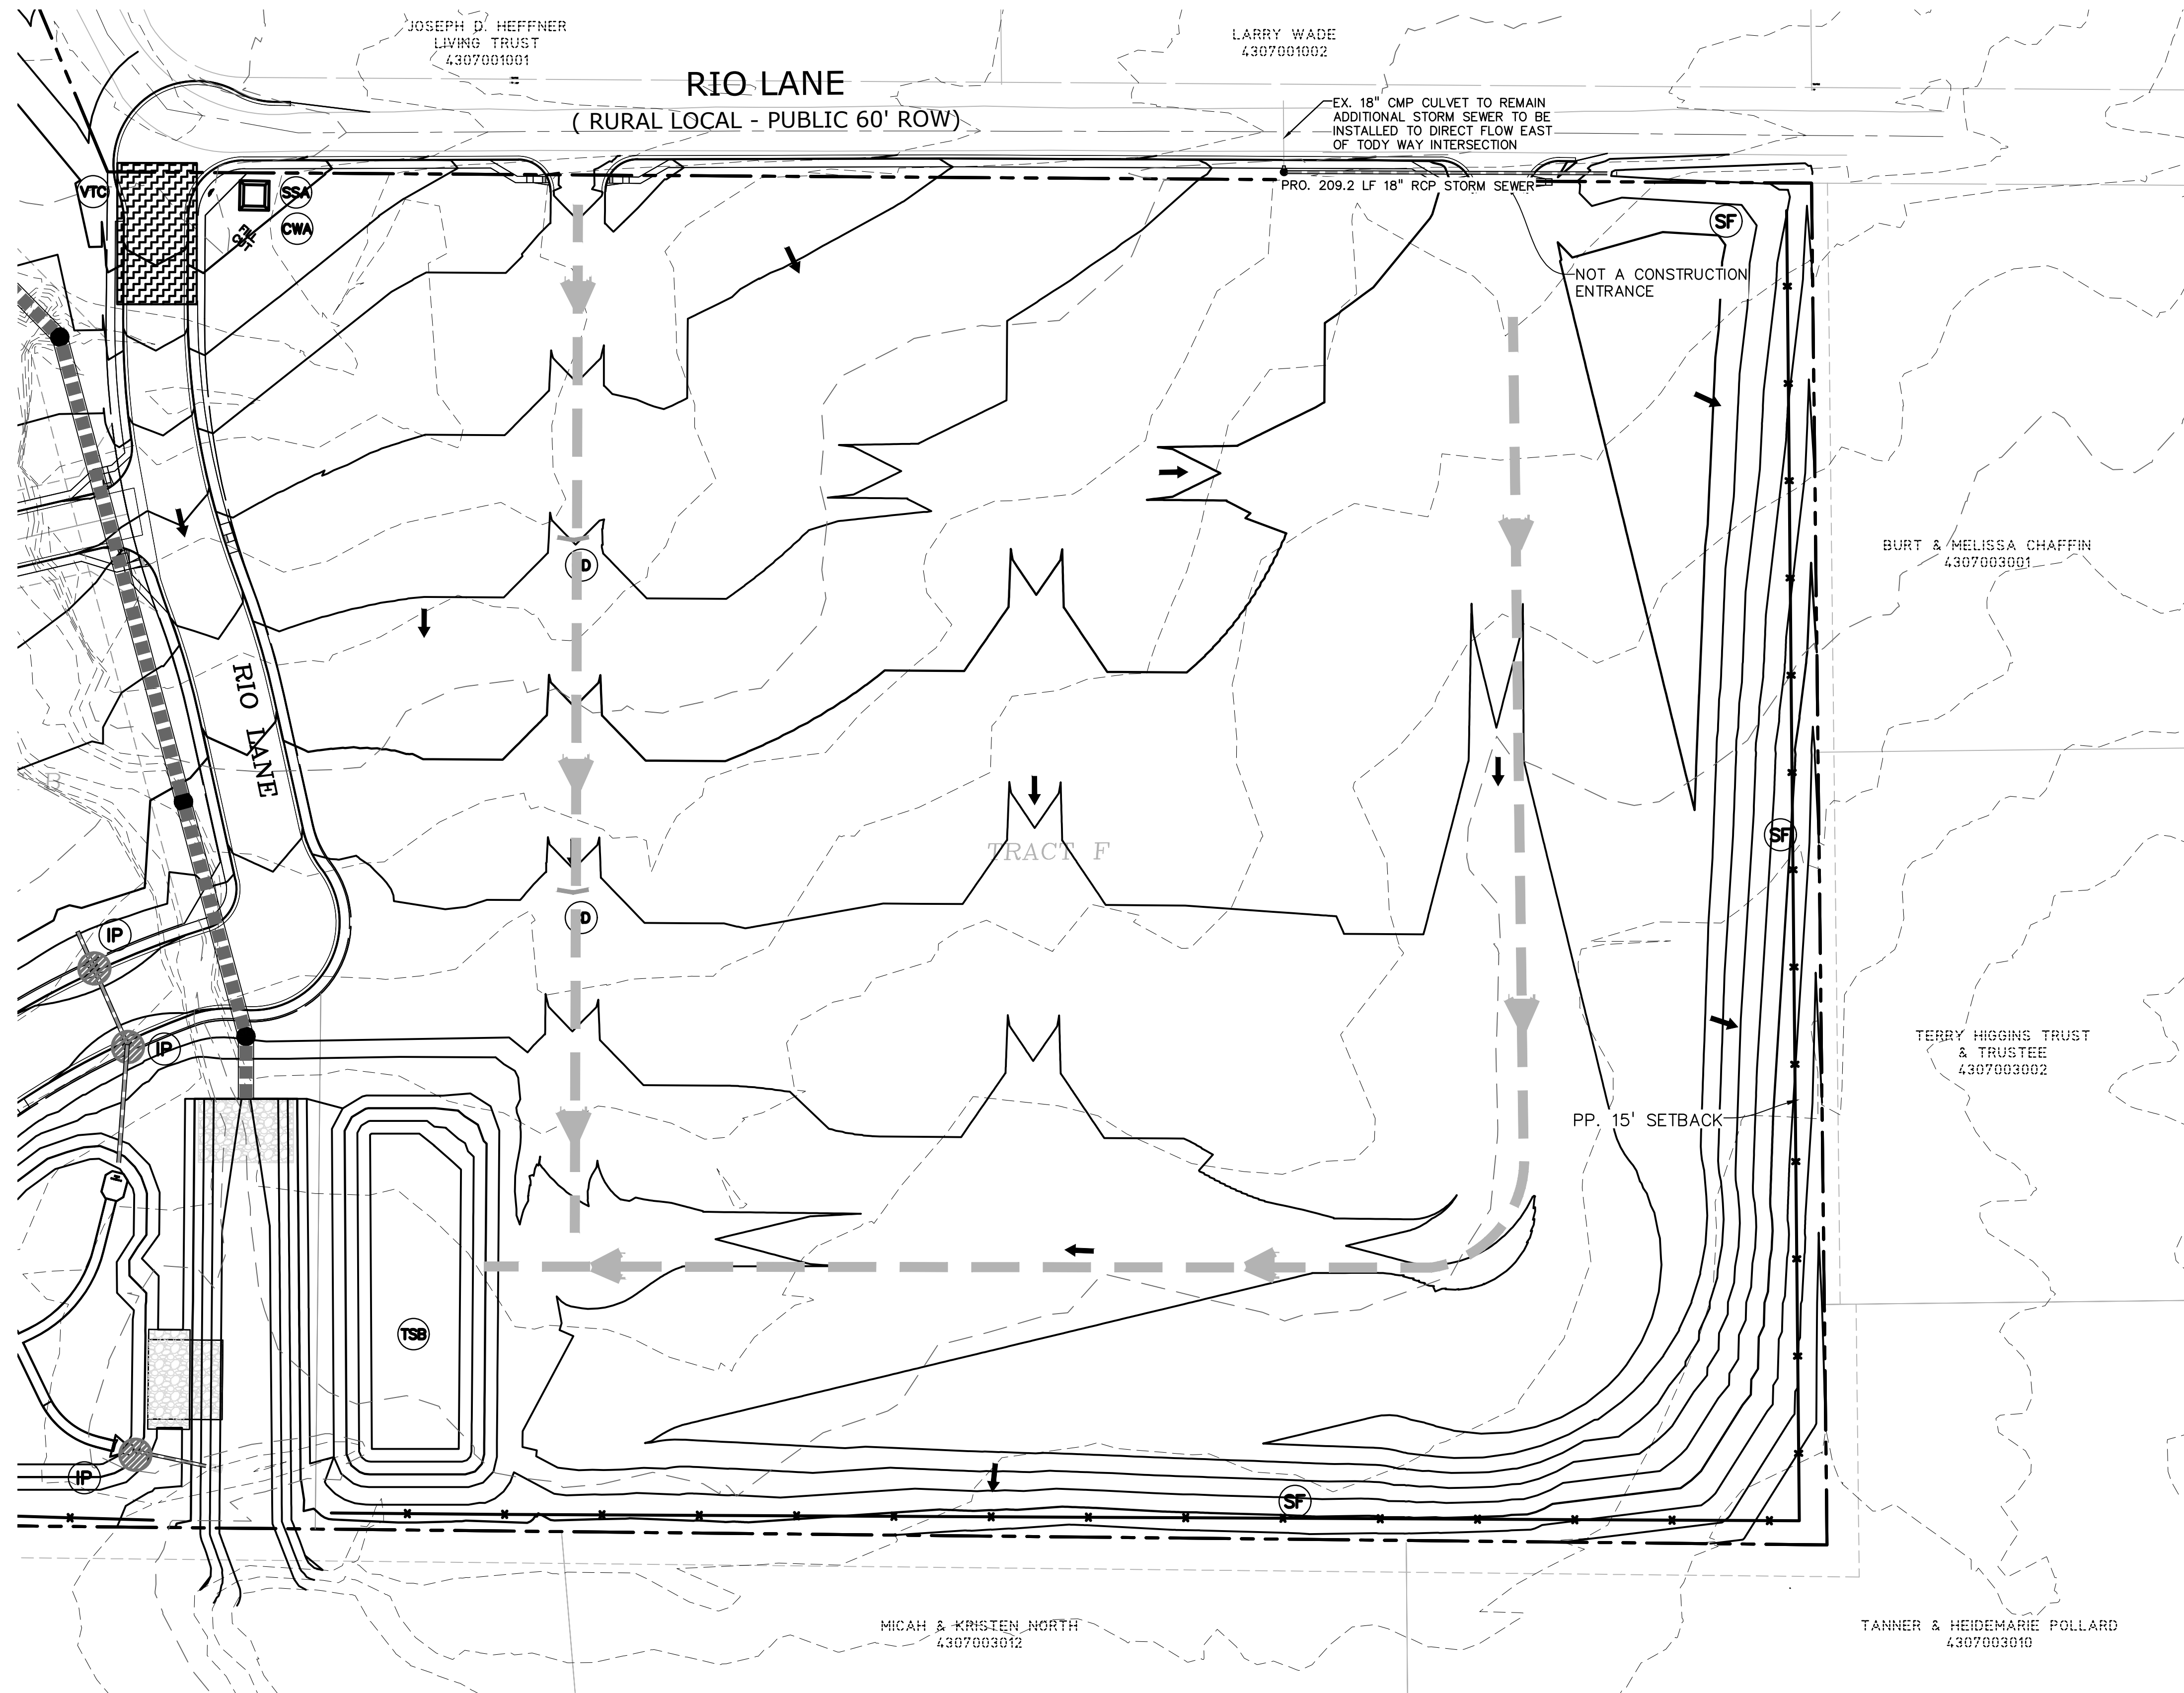 JOSEPH D. HEFFNER
LIVING TRUST
4307001001
LARRY WADE
4307001002
RIO LANE
( RURAL LOCAL - PUBLIC 60' ROW)
EX. 18" CMP CULVET TO REMAIN
ADDITIONAL STORM SEWER TO BE
INSTALLED TO DIRECT FLOW EAST
OF TODY WAY INTERSECTION
PRO. 209.2 LF 18" RCP STORM SEWER
VTC
SSA
CWA
FILL
CUT
SF
NOT A CONSTRUCTION
ENTRANCE
BURT & MELISSA CHAFFIN
4307003001
D
RIO LANE
B
SF
TRACT F
D
IP
IP
TERRY HIGGINS TRUST
& TRUSTEE
4307003002
PP. 15' SETBACK
TSB
IP
SF
MICAH & KRISTEN NORTH
4307003012
TANNER & HEIDEMARIE POLLARD
4307003010